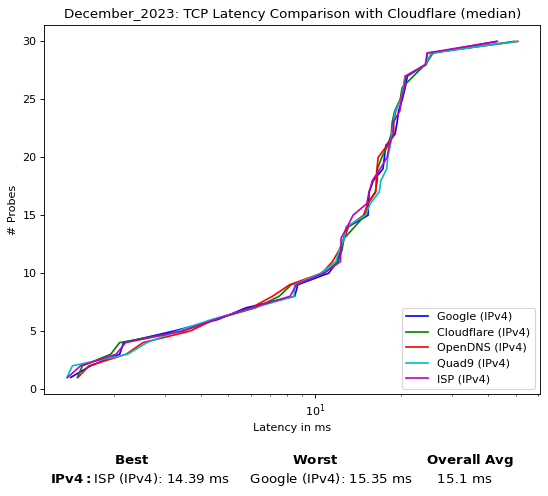 December_2023: TCP Latency Comparison with Cloudflare (median)
# Probes
30
25
20
15
10
5
0
Google (IPv4)
Cloudflare (IPv4)
OpenDNS (IPv4)
Quad9 (IPv4)
ISP (IPv4)
10¹
Latency in ms
Best Worst Overall Avg
IPv4: ISP (IPv4): 14.39 ms Google (IPv4): 15.35 ms 15.1 ms